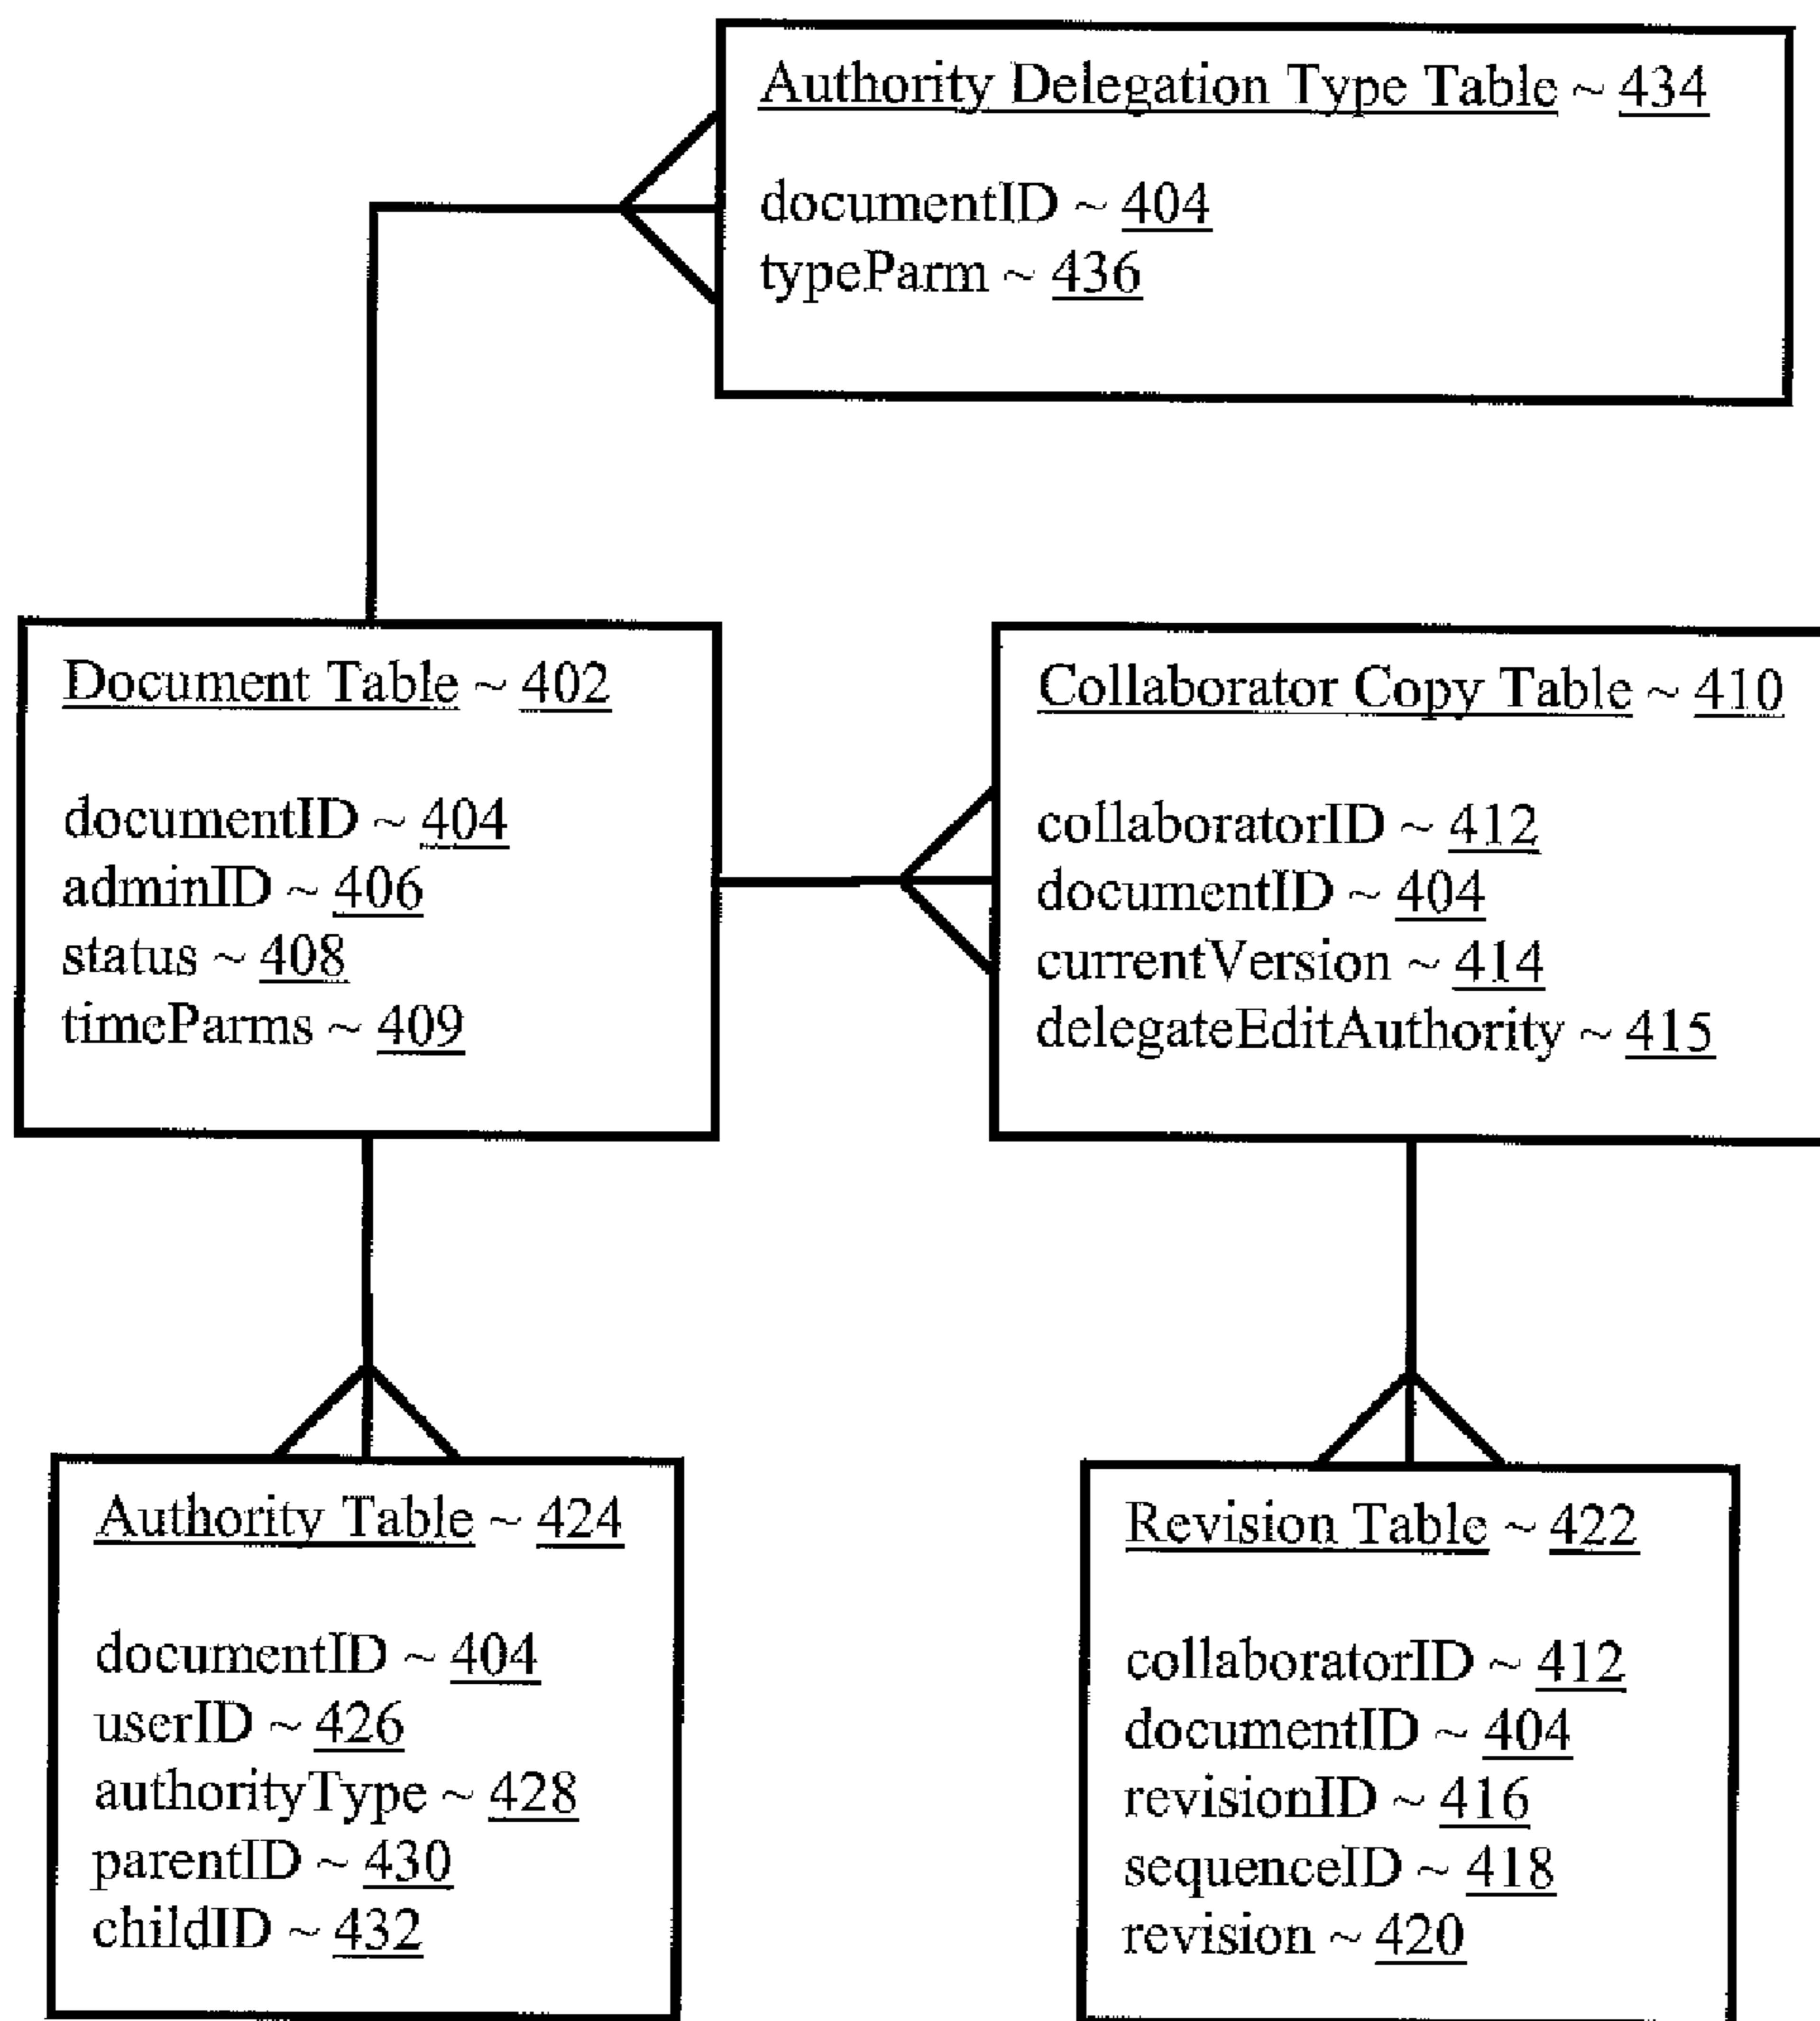 Authority Delegation Type Table ~ 434
documentID ~ 404
typeParm ~ 436
Document Table ~ 402
documentID ~ 404
adminID ~ 406
status ~ 408
timeParms ~ 409
Collaborator Copy Table ~ 410
collaboratorID ~ 412
documentID ~ 404
currentVersion ~ 414
delegateEditAuthority ~ 415
Authority Table ~ 424
documentID ~ 404
userID ~ 426
authorityType ~ 428
parentID ~ 430
childID ~ 432
Revision Table ~ 422
collaboratorID ~ 412
documentID ~ 404
revisionID ~ 416
sequenceID ~ 418
revision ~ 420